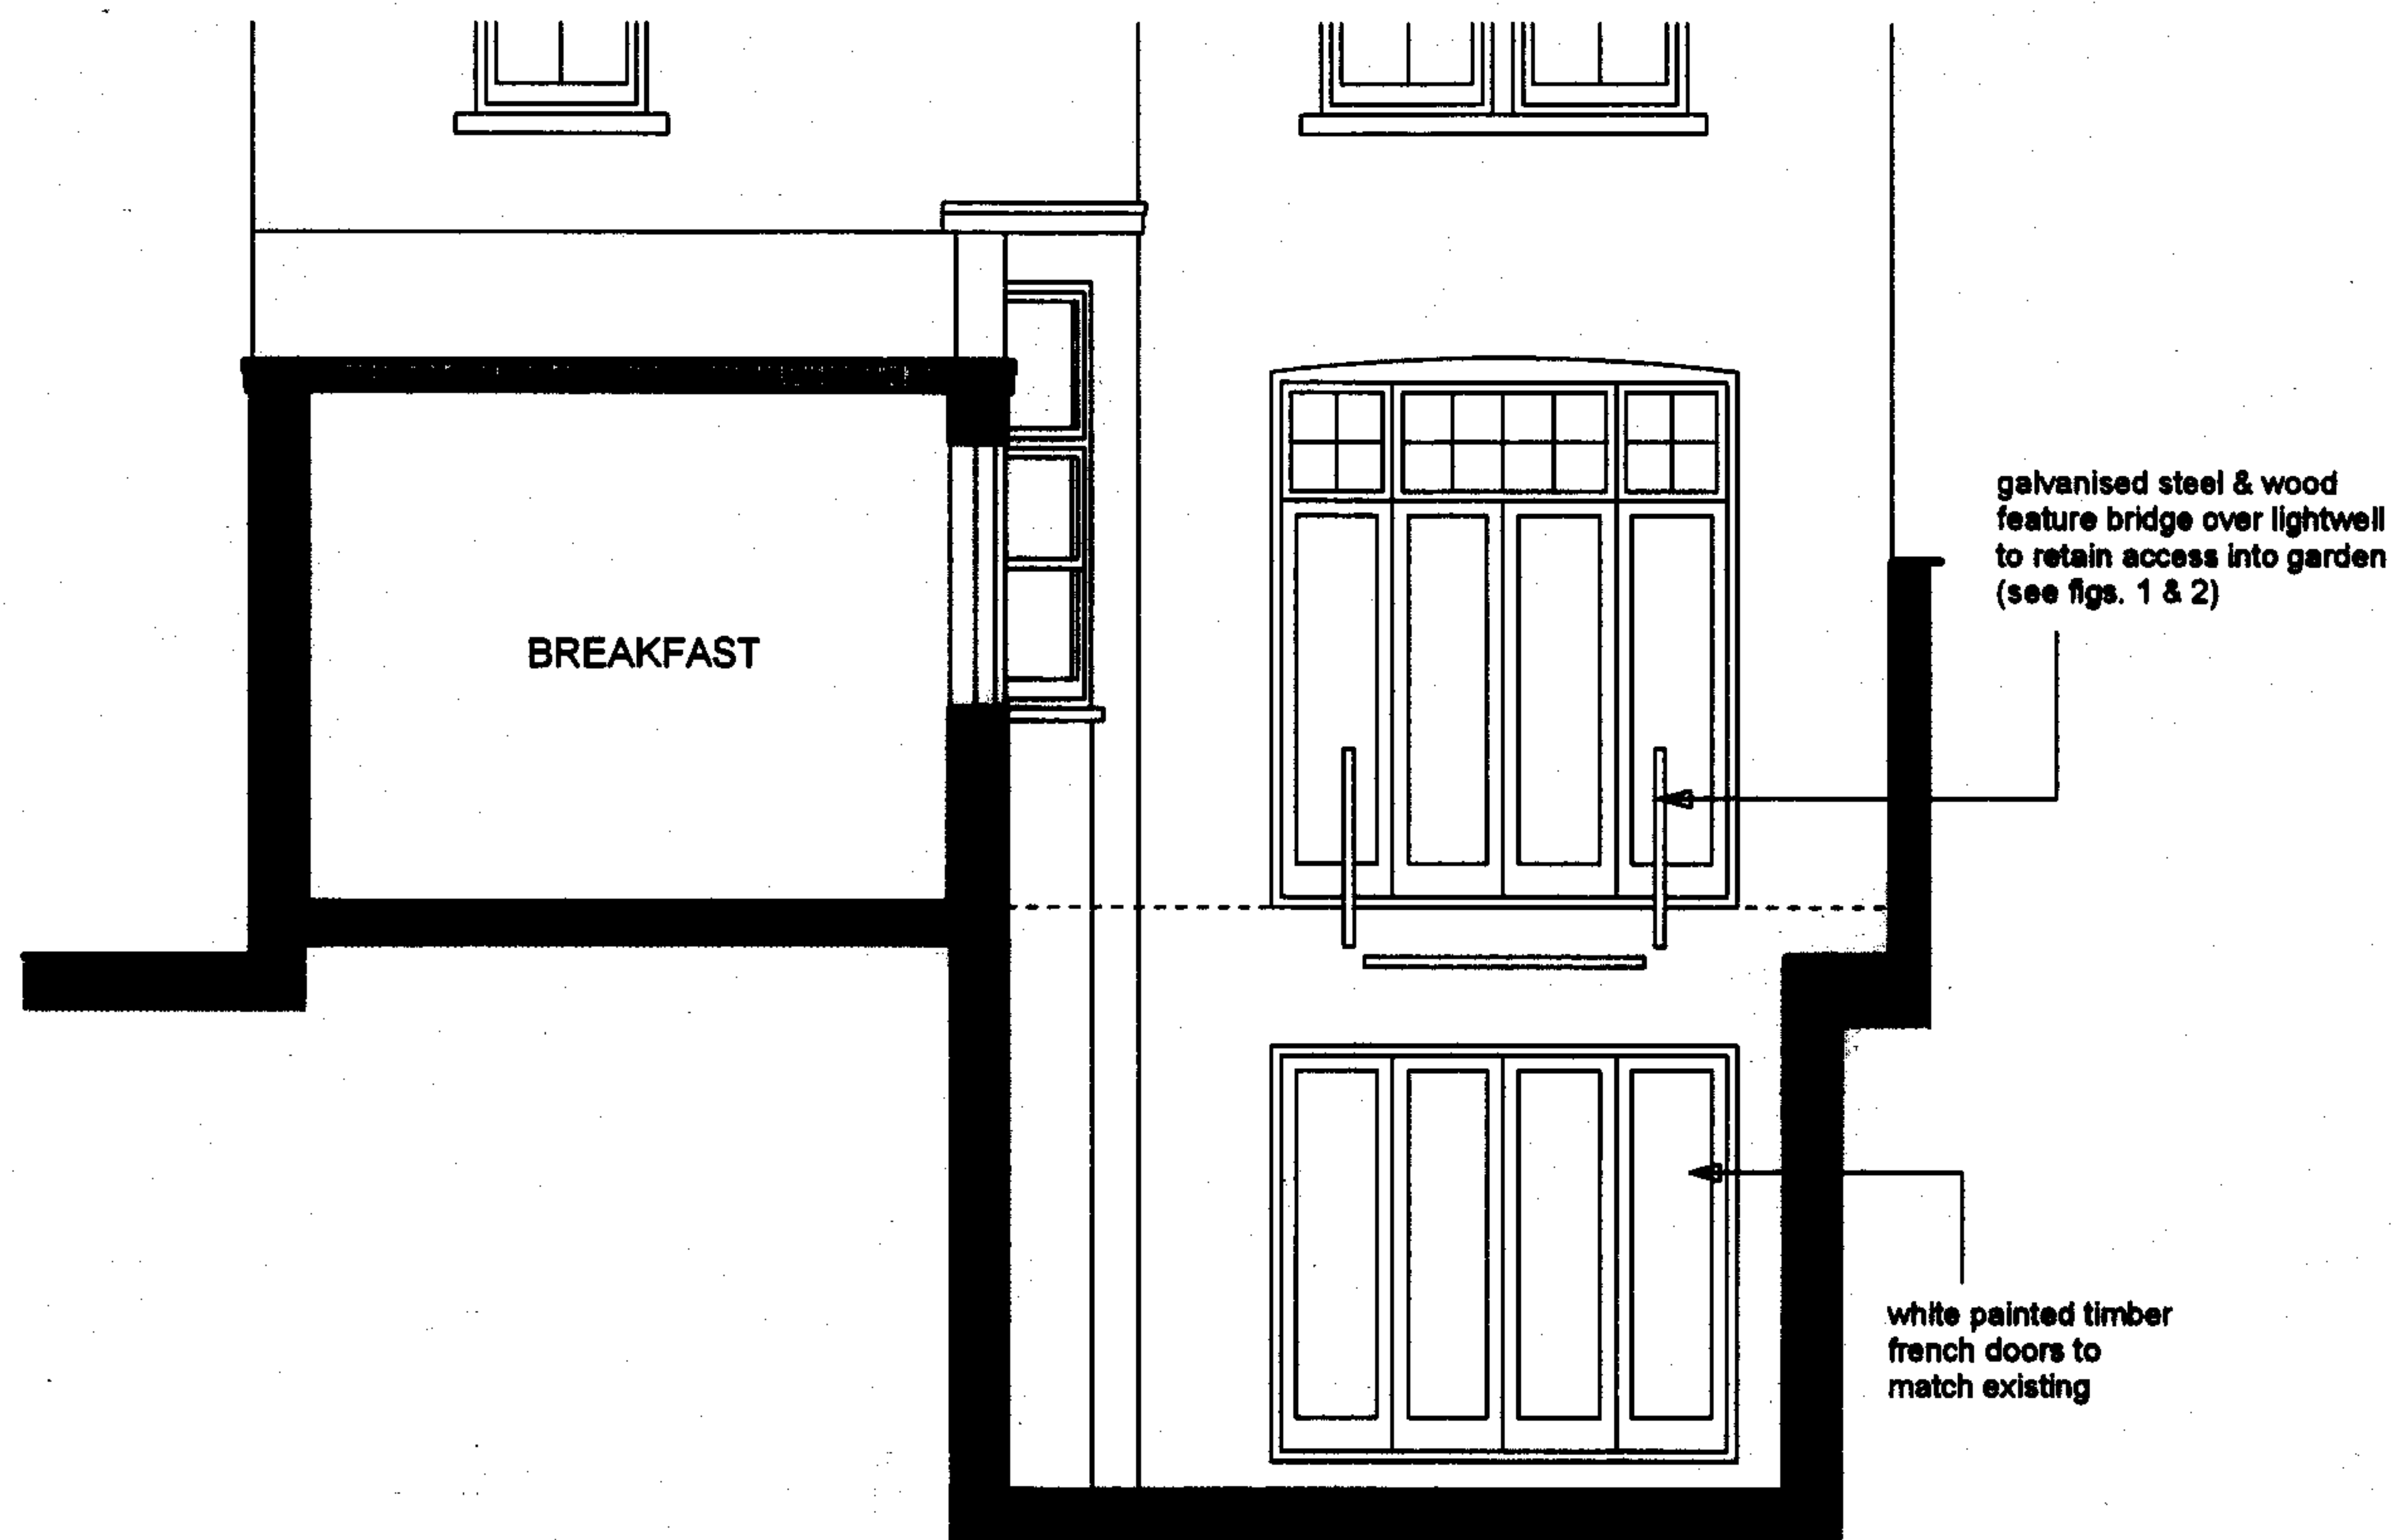 galvanised steel & wood
feature bridge over lightwell
to retain access into garden
(see figs. 1 & 2)
BREAKFAST
white painted timber
french doors to
match existing